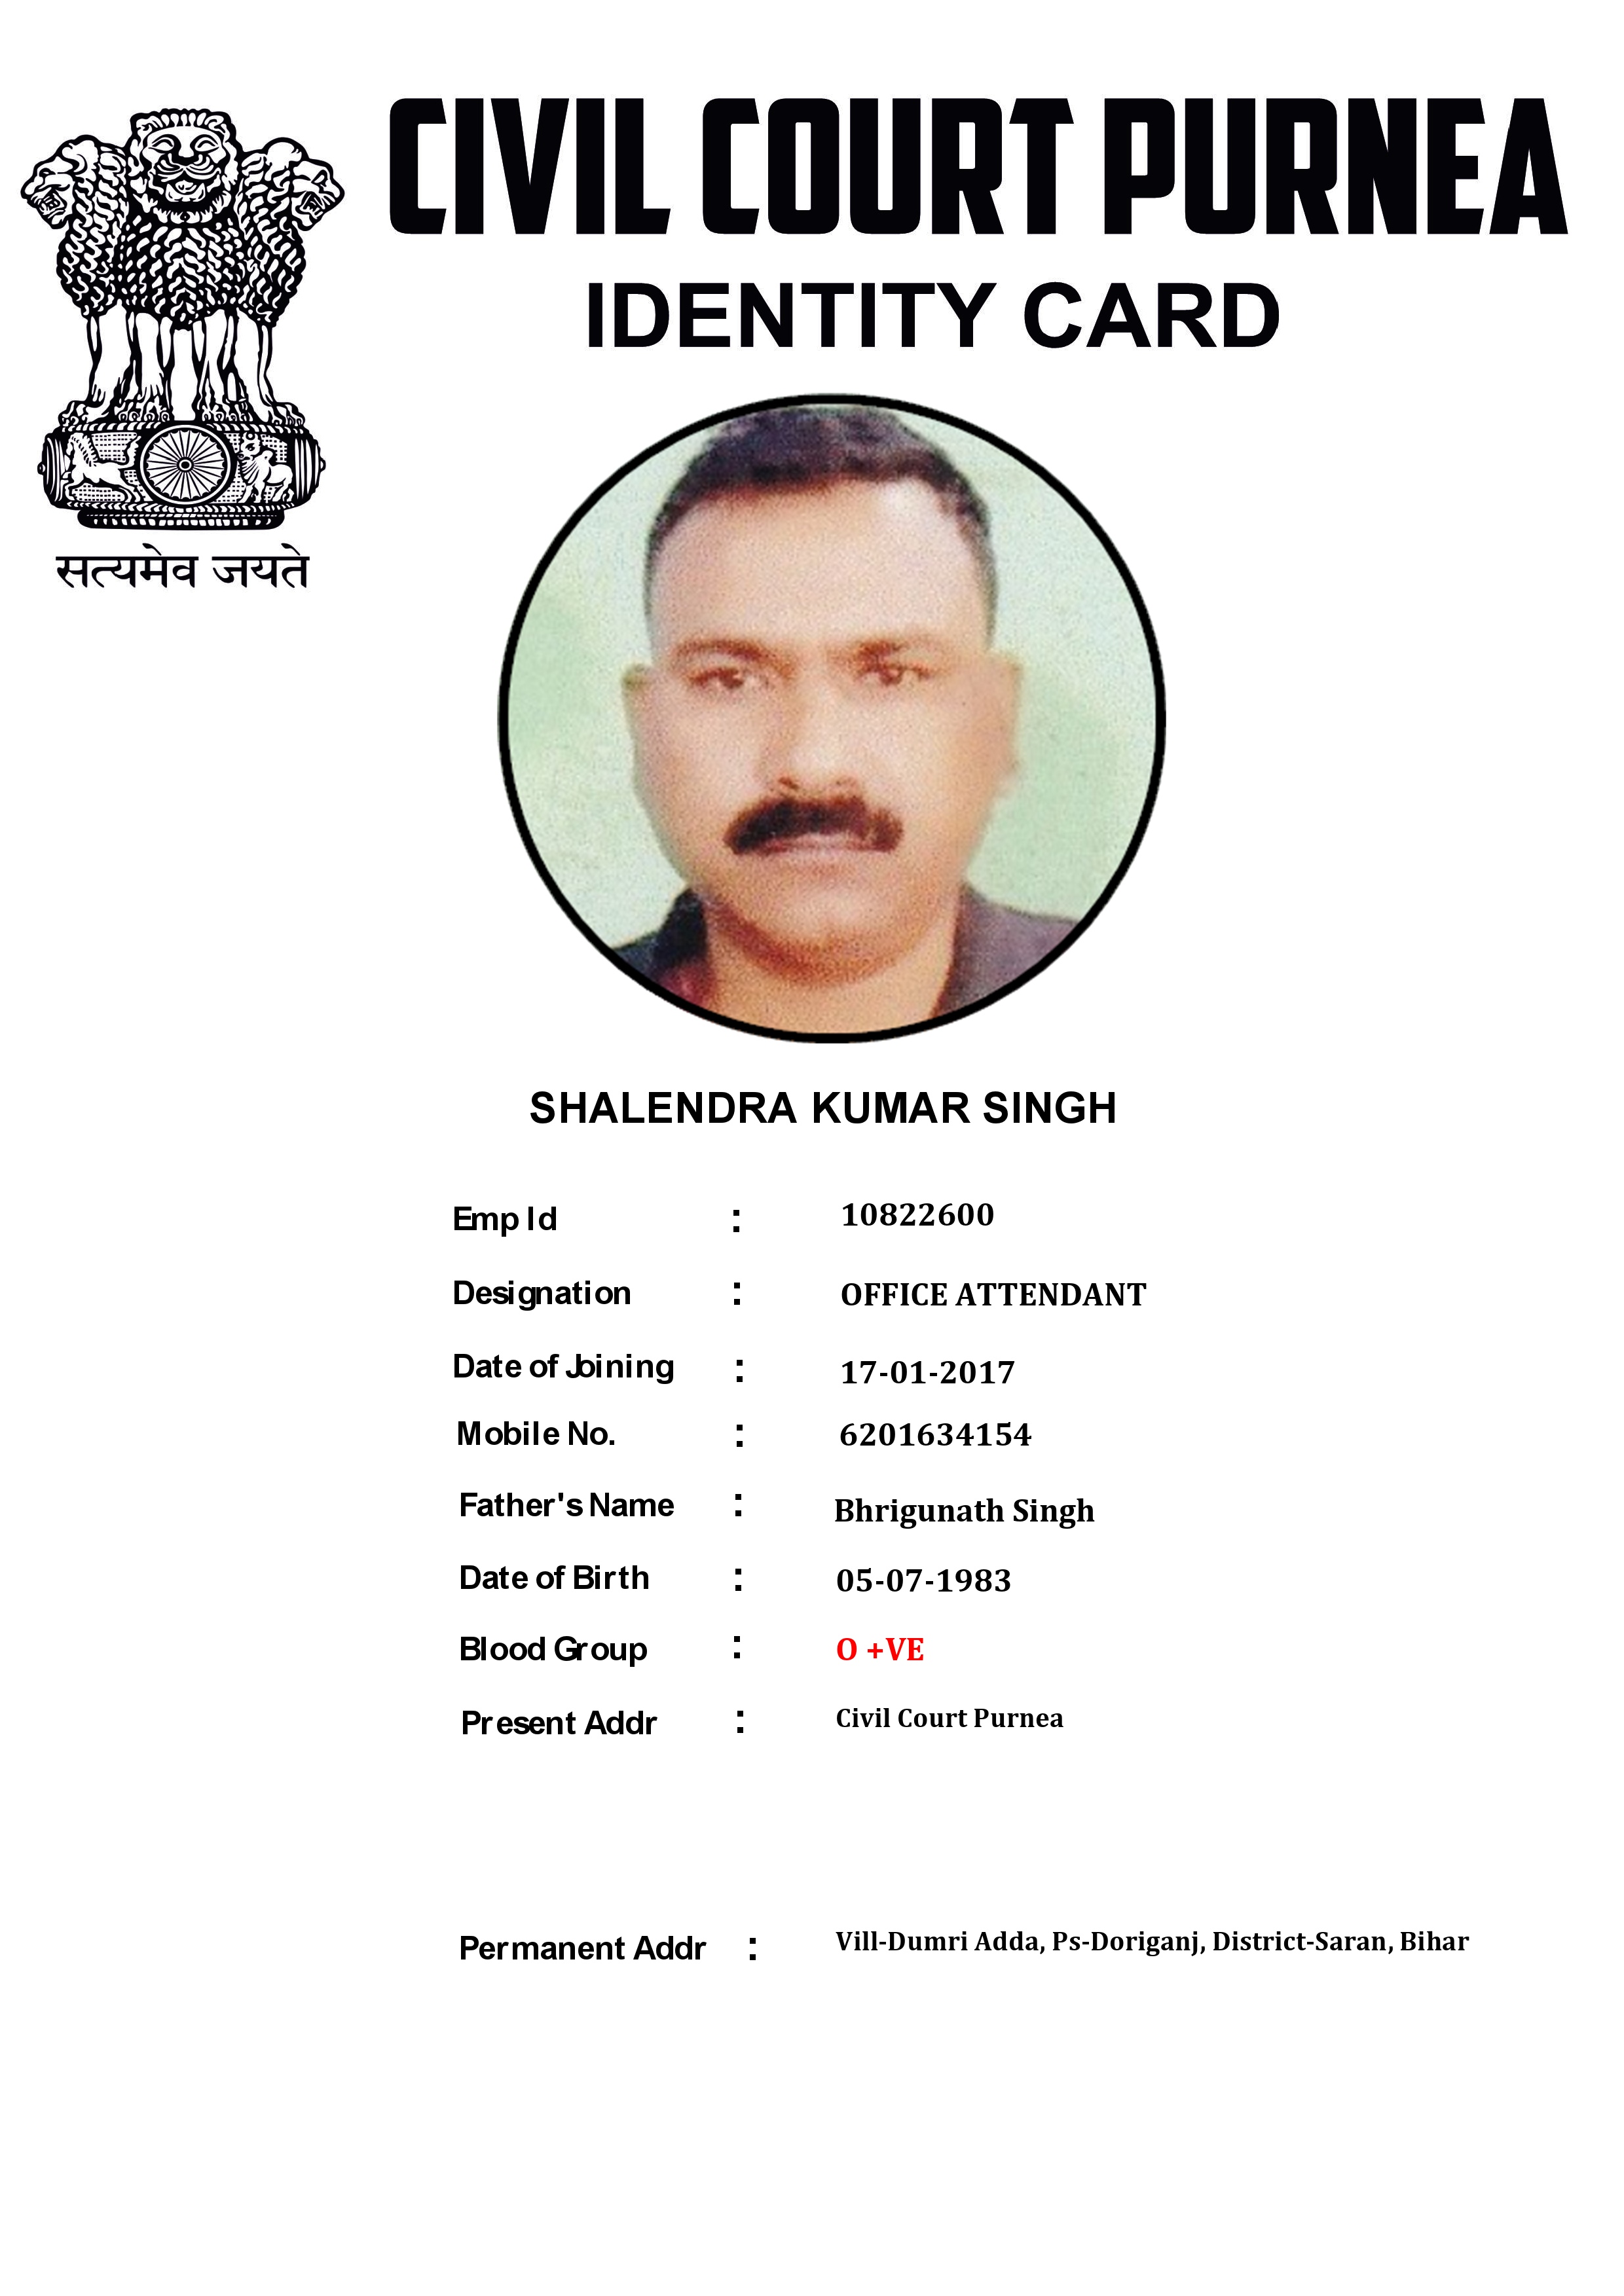 CIVIL COURT PURNEA
IDENTITY CARD
सत्यमेव जयते
SHALENDRA KUMAR SINGH
Emp Id : 10822600
Designation : OFFICE ATTENDANT
Date of Joining : 17-01-2017
Mobile No. : 6201634154
Father's Name : Bhrigunath Singh
Date of Birth : 05-07-1983
Blood Group : O +VE
Present Addr : Civil Court Purnea
Permanent Addr : Vill-Dumri Adda, Ps-Doriganj, District-Saran, Bihar